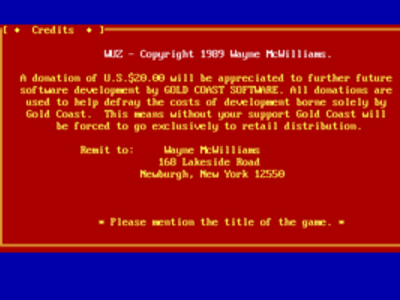 [ ♦ Credits ♦ ]
WUZ - Copyright 1989 Wayne McWilliams.
A donation of U.S.$20.00 will be appreciated to further future
software development by GOLD COAST SOFTWARE. All donations are
used to help defray the costs of development borne solely by
Gold Coast. This means without your support Gold Coast will
be forced to go exclusively to retail distribution.
Remit to: Wayne McWilliams
168 Lakeside Road
Newburgh, New York 12550
* Please mention the title of the game. *